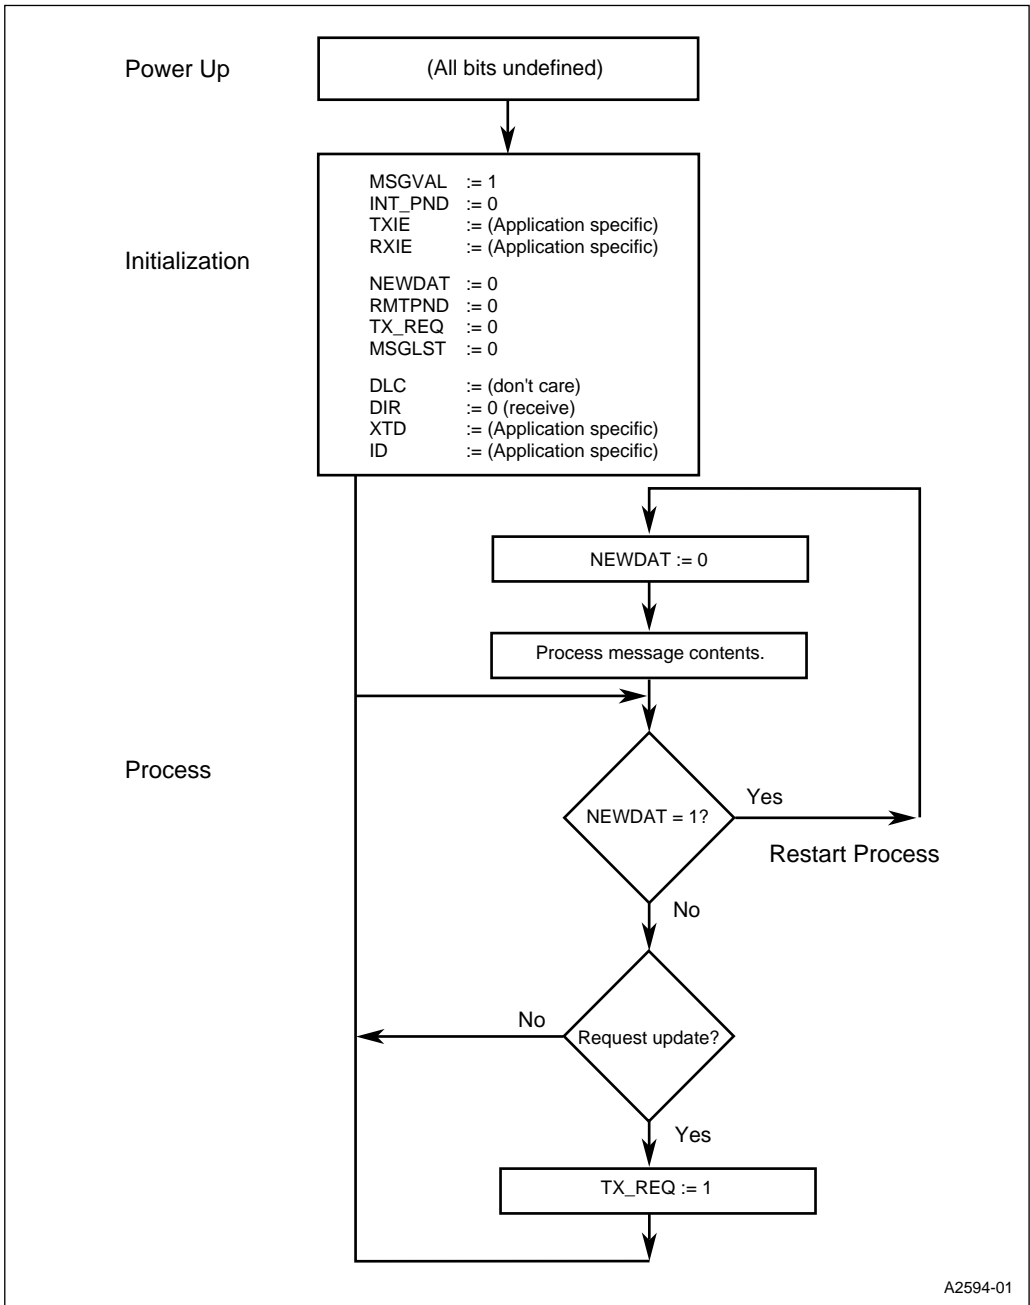 Power Up
(All bits undefined)
Initialization
MSGVAL := 1
INT_PND := 0
TXIE := (Application specific)
RXIE := (Application specific)
NEWDAT := 0
RMTPND := 0
TX_REQ := 0
MSGLST := 0
DLC := (don't care)
DIR := 0 (receive)
XTD := (Application specific)
ID := (Application specific)
NEWDAT := 0
Process message contents.
Process
NEWDAT = 1?
Yes
Restart Process
No
Request update?
No
Yes
TX_REQ := 1
A2594-01